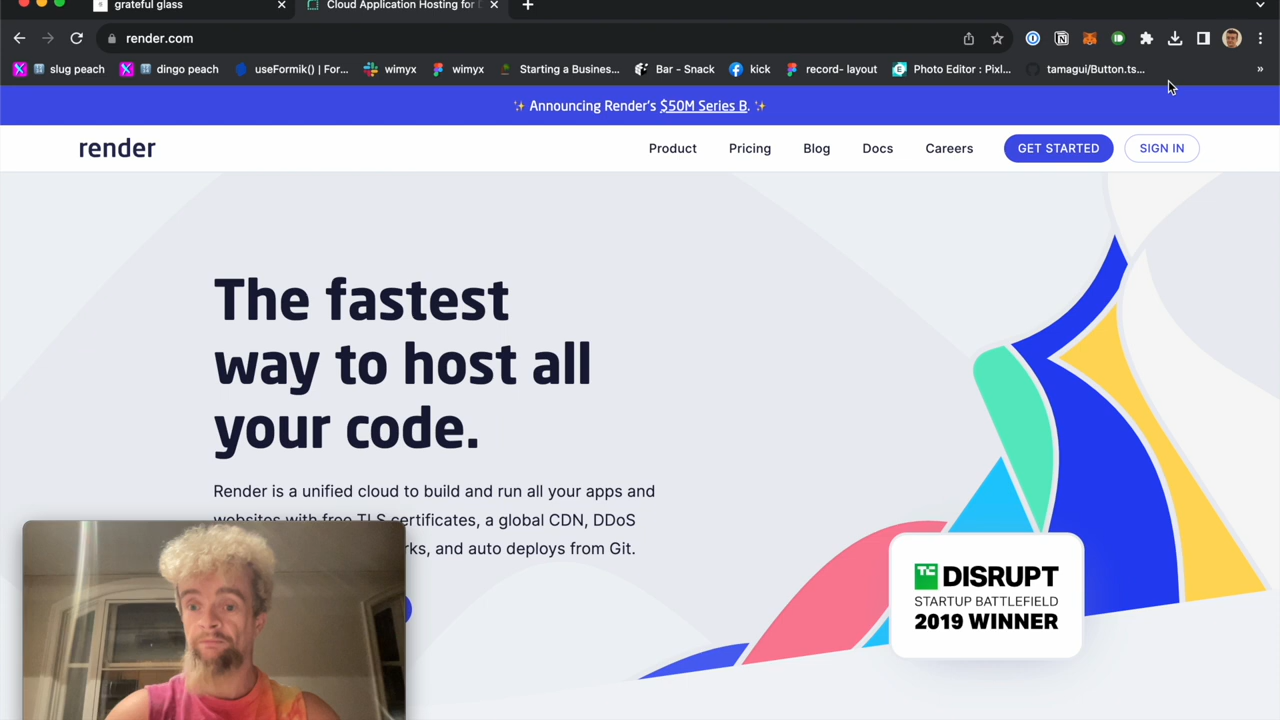 grateful glass
Cloud Application Hosting for
render.com
slug peach
dingo peach
useFormik() | For...
wimyx
wimyx
Starting a Busines...
Bar - Snack
kick
record- layout
Photo Editor : Pixl...
tamagui/Button.ts...
»
✨ Announcing Render's $50M Series B. ✨
render
Product
Pricing
Blog
Docs
Careers
GET STARTED
SIGN IN
The fastest
way to host all
your code.
Render is a unified cloud to build and run all your apps and
websites with free TLS certificates, a global CDN, DDoS
rks, and auto deploys from Git.
TC DISRUPT
STARTUP BATTLEFIELD
2019 WINNER